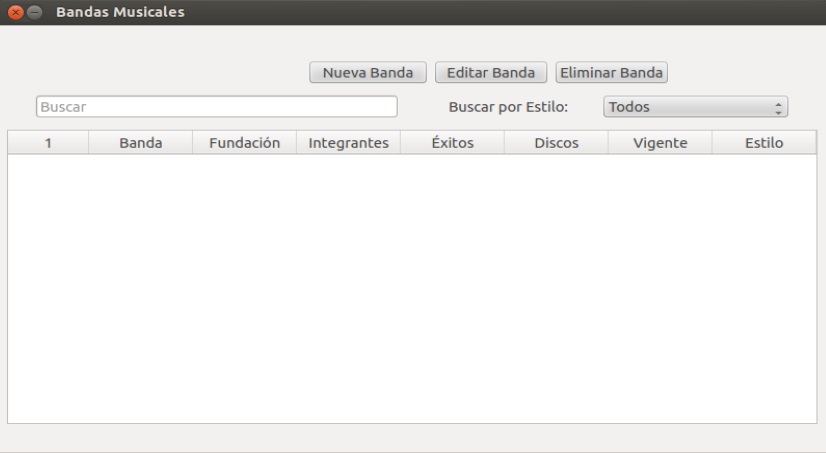 Bandas Musicales
Nueva Banda Editar Banda Eliminar Banda
Buscar Buscar por Estilo: Todos
1 Banda Fundación Integrantes Éxitos Discos Vigente Estilo